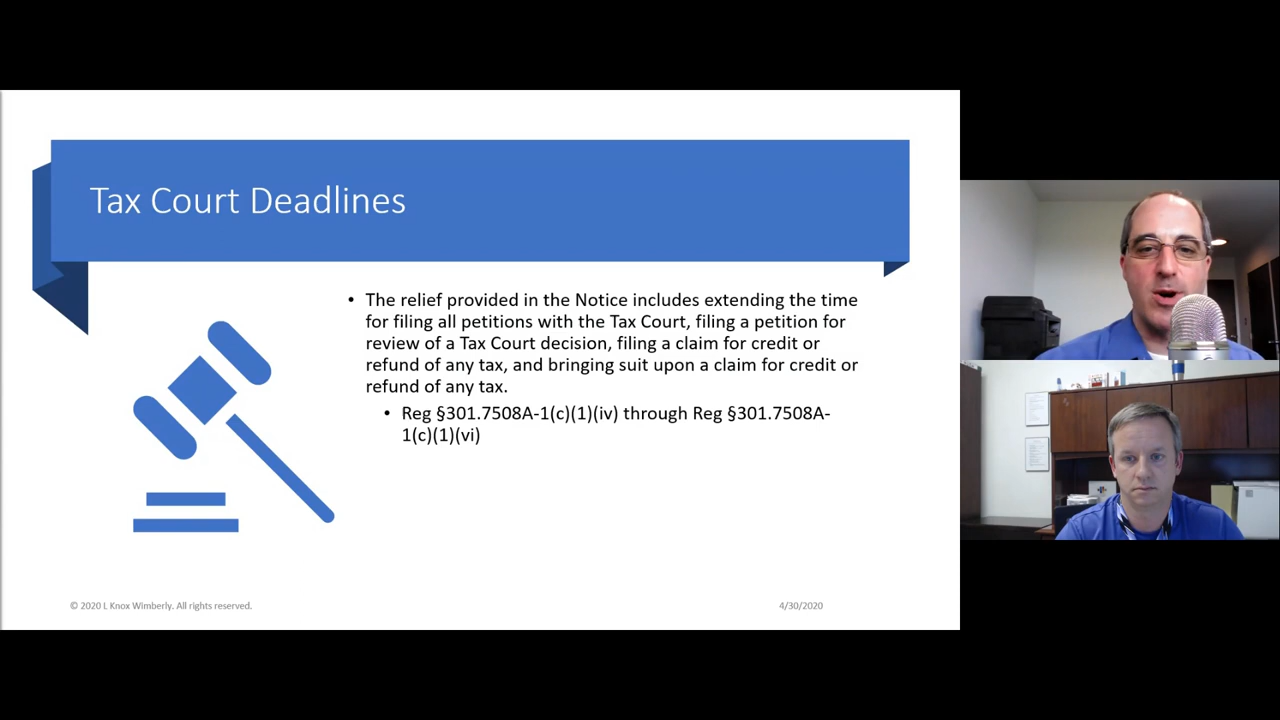 Tax Court Deadlines
• The relief provided in the Notice includes extending the time
for filing all petitions with the Tax Court, filing a petition for
review of a Tax Court decision, filing a claim for credit or
refund of any tax, and bringing suit upon a claim for credit or
refund of any tax.
• Reg §301.7508A-1(c)(1)(iv) through Reg §301.7508A-
1(c)(1)(vi)
© 2020 L Knox Wimberly. All rights reserved.
4/30/2020